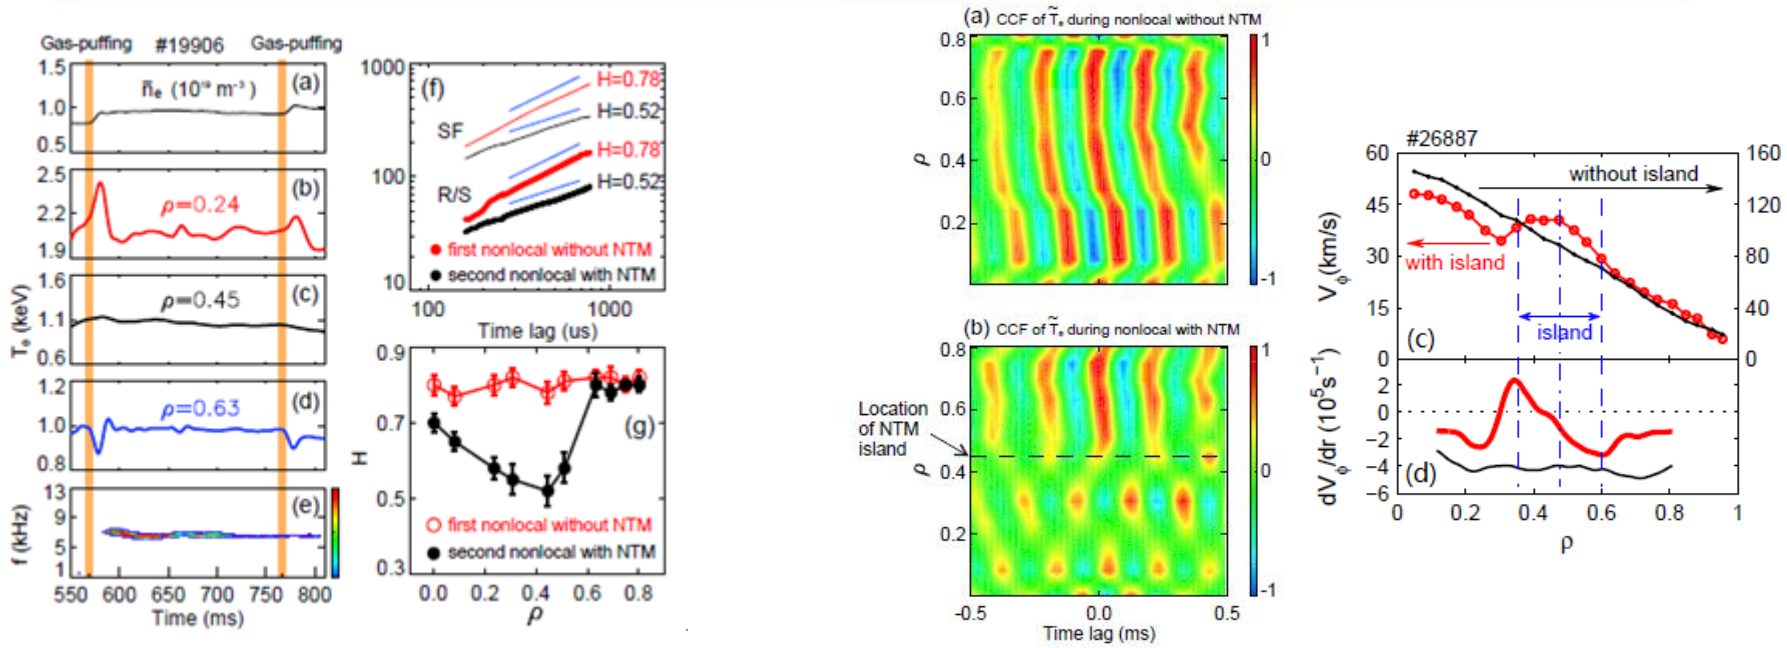 Gas-puffing #19906 Gas-puffing
1.5
1.0
0.5
n̄e (10¹⁹ m⁻³)
(a)
2.5
2.2
1.9
ρ=0.24
(b)
Te (keV)
1.6
1.1
0.6
ρ=0.45
(c)
1.2
1.0
0.8
ρ=0.63
(d)
f (kHz)
13
9
5
1
(e)
550 600 650 700 750 800
Time (ms)
1000
100
10
(f)
SF
R/S
H=0.78
H=0.52
H=0.78
H=0.52
first nonlocal without NTM
second nonlocal with NTM
100 1000
Time lag (us)
H
0.9
0.7
0.5
0.3
(g)
first nonlocal without NTM
second nonlocal with NTM
0.0 0.2 0.4 0.6 0.8
ρ
(a) CCF of T̃e during nonlocal without NTM
0.8
0.6
0.4
0.2
ρ
1
0
-1
(b) CCF of T̃e during nonlocal with NTM
0.8
0.6
0.4
0.2
ρ
1
0
-1
Location
of NTM
island
-0.5 0.0 0.5
Time lag (ms)
#26887
60
45
30
15
0
160
120
80
40
0
Vϕ(km/s)
without island
with island
island
(c)
dVϕ/dr (10⁵s⁻¹)
2
0
−2
−4
−6
(d)
0 0.2 0.4 0.6 0.8 1
ρ